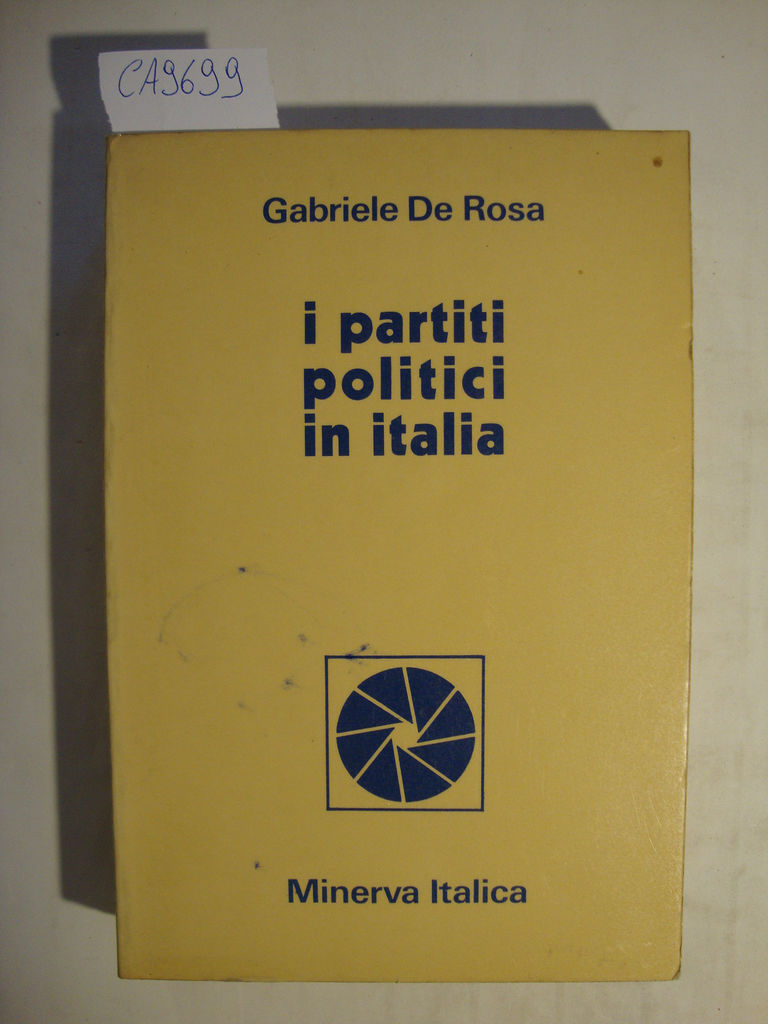 CA9699
Gabriele De Rosa
i partiti
politici
in italia
Minerva Italica